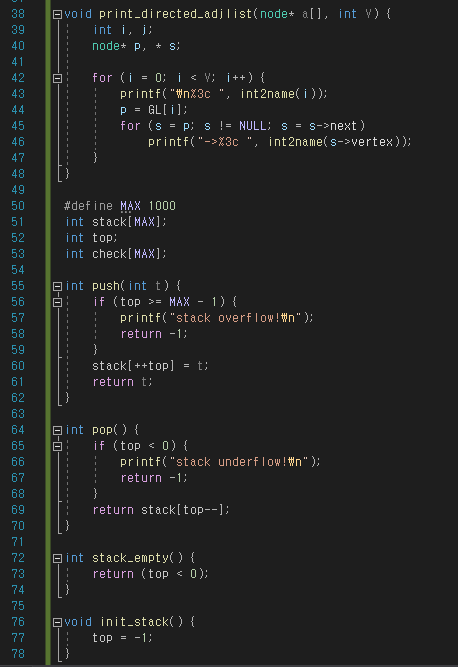 38 void print_directed_adjlist(node* a[], int V) {
39 int i, j;
40 node* p, * s;
41
42 for (i = 0; i < V; i++) {
43 printf("₩n%3c ", int2name(i));
44 p = GL[i];
45 for (s = p; s != NULL; s = s->next)
46 printf("->%3c ", int2name(s->vertex));
47 }
48 }
49
50 #define MAX 1000
51 int stack[MAX];
52 int top;
53 int check[MAX];
54
55 int push(int t) {
56 if (top >= MAX - 1) {
57 printf("stack overflow!₩n");
58 return -1;
59 }
60 stack[++top] = t;
61 return t;
62 }
63
64 int pop() {
65 if (top < 0) {
66 printf("stack underflow!₩n");
67 return -1;
68 }
69 return stack[top--];
70 }
71
72 int stack_empty() {
73 return (top < 0);
74 }
75
76 void init_stack() {
77 top = -1;
78 }